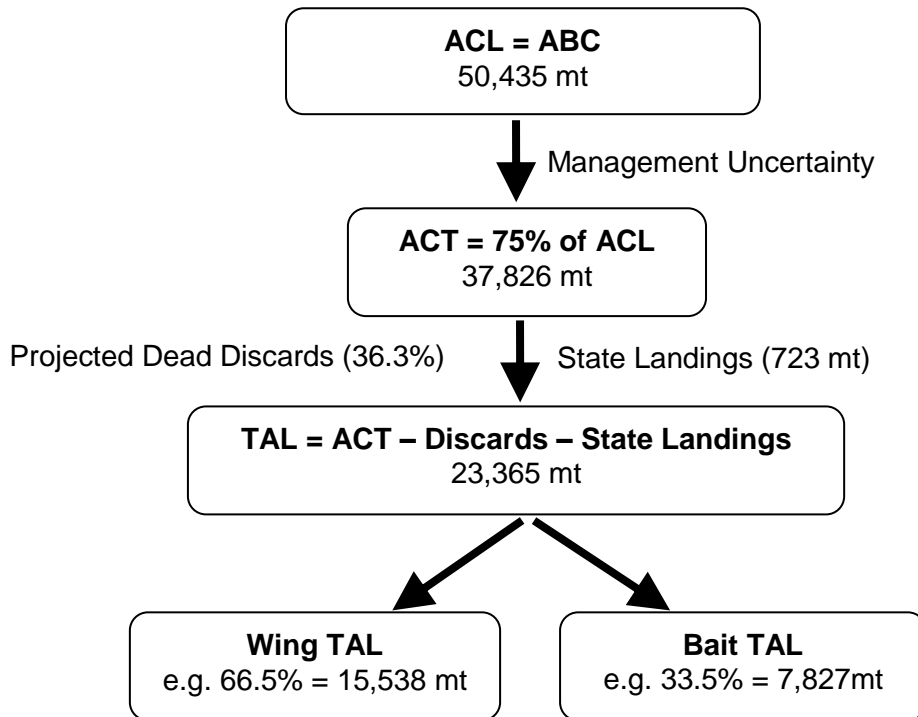 ACL = ABC
50,435 mt
Management Uncertainty
ACT = 75% of ACL
37,826 mt
Projected Dead Discards (36.3%)
State Landings (723 mt)
TAL = ACT – Discards – State Landings
23,365 mt
Wing TAL
e.g. 66.5% = 15,538 mt
Bait TAL
e.g. 33.5% = 7,827mt